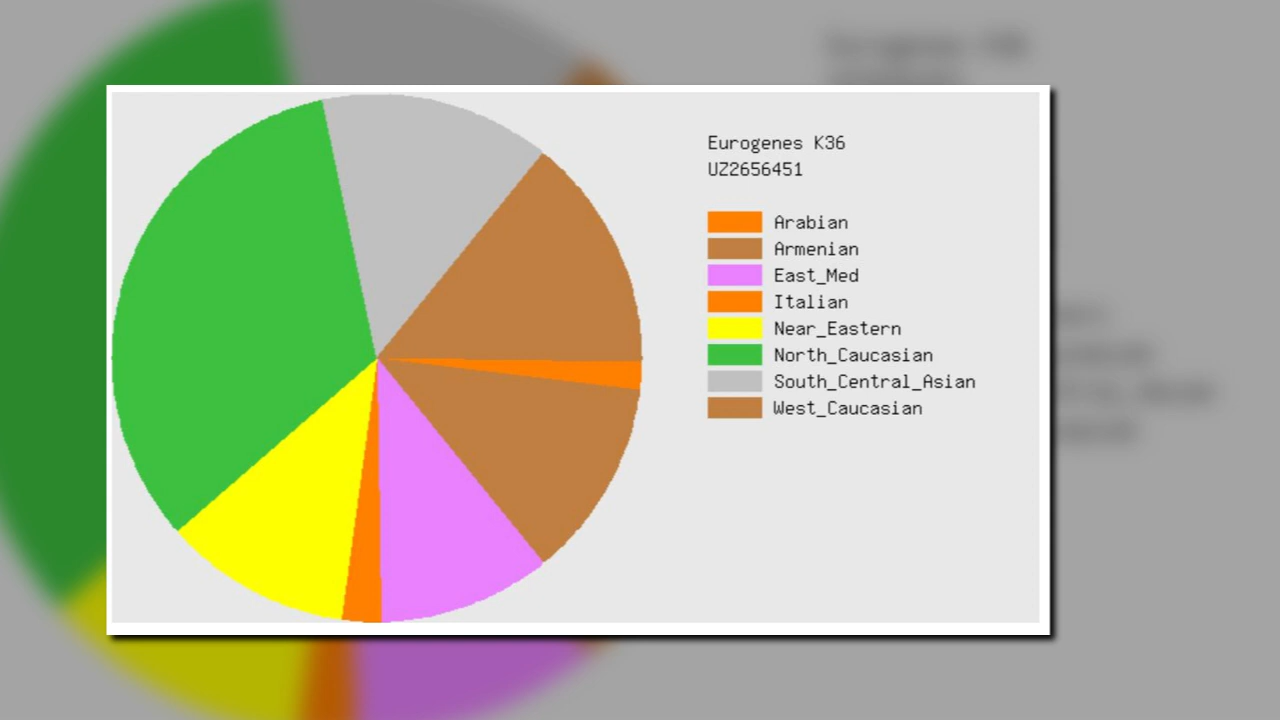 Eurogenes K36
UZ2656451
Arabian
Armenian
East_Med
Italian
Near_Eastern
North_Caucasian
South_Central_Asian
West_Caucasian